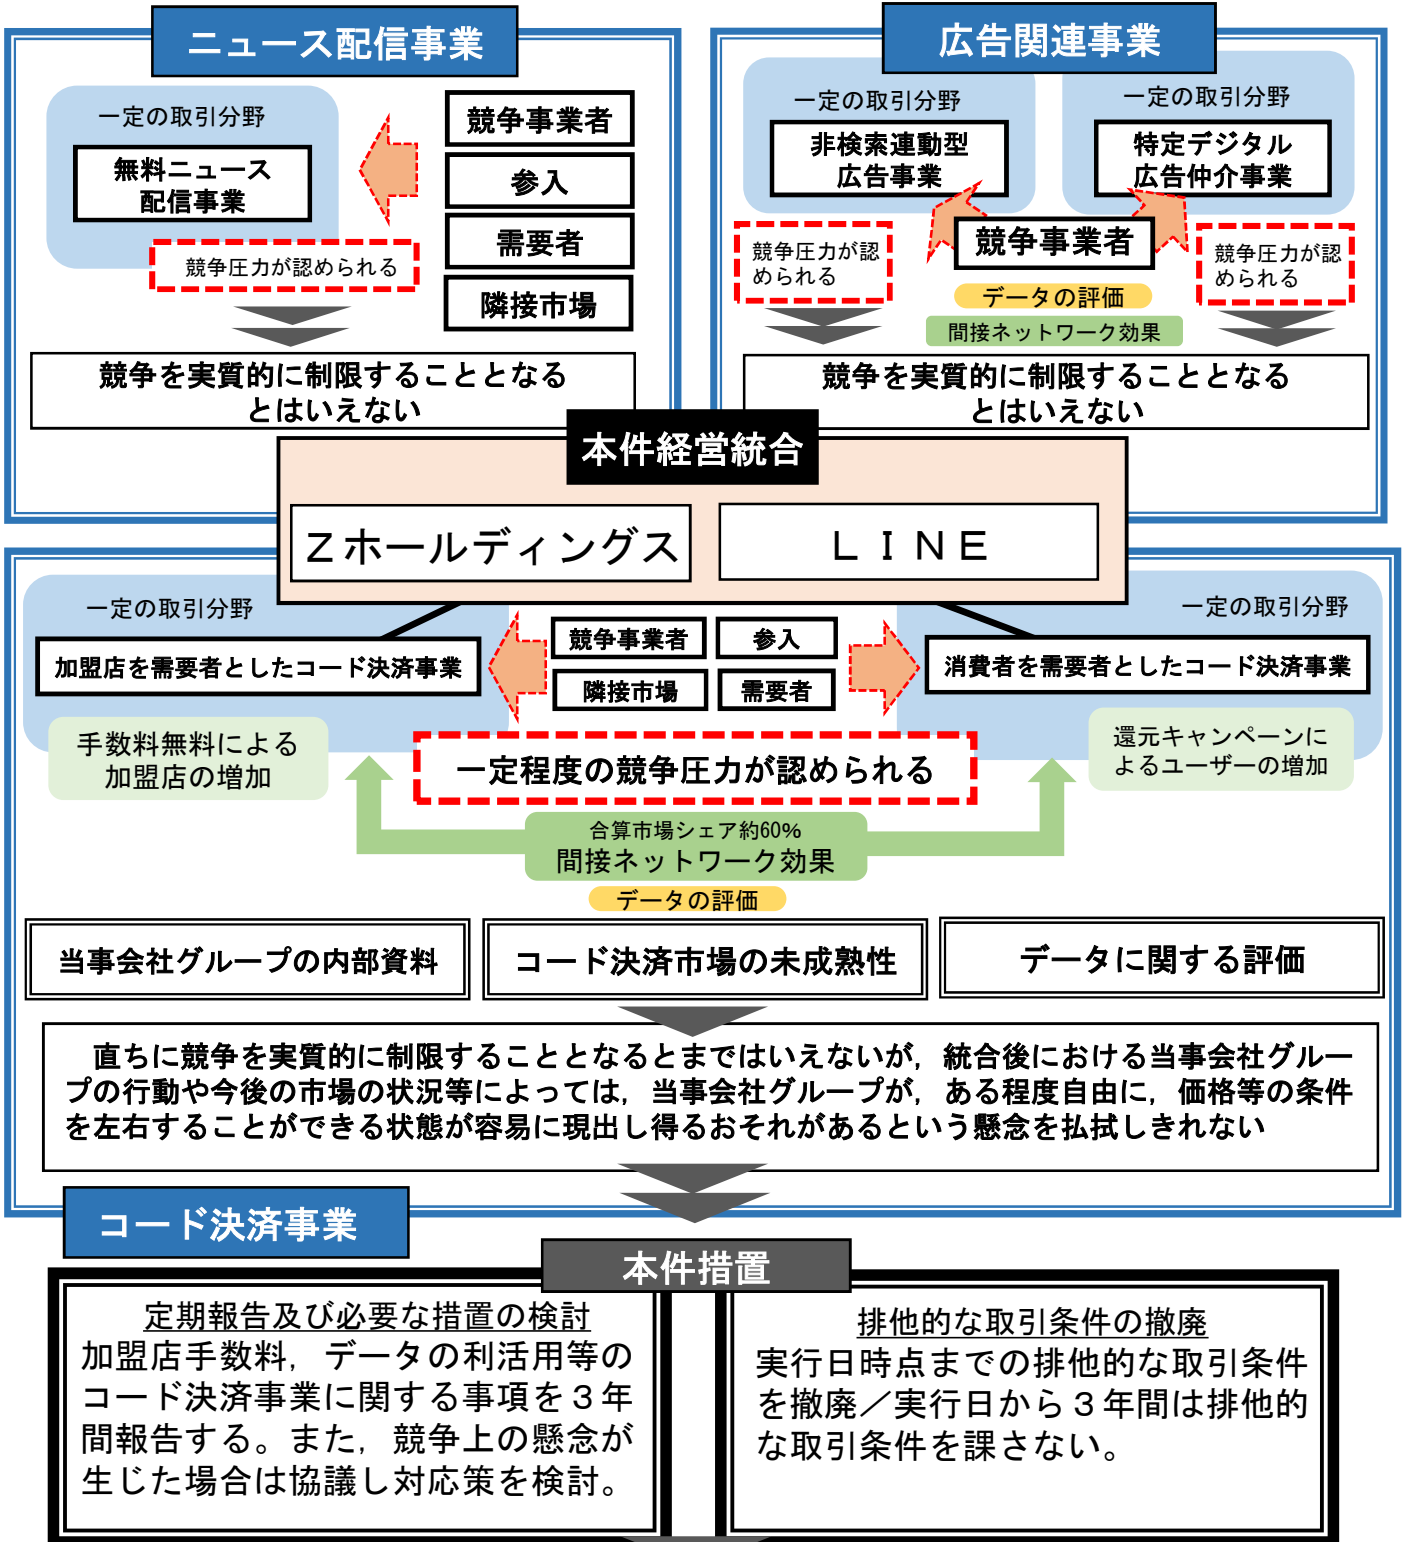 ニュース配信事業
一定の取引分野
無料ニュース
配信事業
競争事業者
参入
需要者
隣接市場
競争圧力が認められる
競争を実質的に制限することとなる
とはいえない
広告関連事業
一定の取引分野
非検索連動型
広告事業
一定の取引分野
特定デジタル
広告仲介事業
競争事業者
競争圧力が認
められる
競争圧力が認
められる
データの評価
間接ネットワーク効果
競争を実質的に制限することとなる
とはいえない
本件経営統合
Ｚホールディングス
ＬＩＮＥ
一定の取引分野
加盟店を需要者としたコード決済事業
競争事業者
参入
隣接市場
需要者
一定の取引分野
消費者を需要者としたコード決済事業
手数料無料による
加盟店の増加
一定程度の競争圧力が認められる
還元キャンペーンに
よるユーザーの増加
合算市場シェア約60%
間接ネットワーク効果
データの評価
当事会社グループの内部資料
コード決済市場の未成熟性
データに関する評価
直ちに競争を実質的に制限することとなるとまではいえないが，統合後における当事会社グルー
プの行動や今後の市場の状況等によっては，当事会社グループが，ある程度自由に，価格等の条件
を左右することができる状態が容易に現出し得るおそれがあるという懸念を払拭しきれない
コード決済事業
本件措置
定期報告及び必要な措置の検討
加盟店手数料，データの利活用等の
コード決済事業に関する事項を３年
間報告する。また，競争上の懸念が
生じた場合は協議し対応策を検討。
排他的な取引条件の撤廃
実行日時点までの排他的な取引条件
を撤廃／実行日から３年間は排他的
な取引条件を課さない。